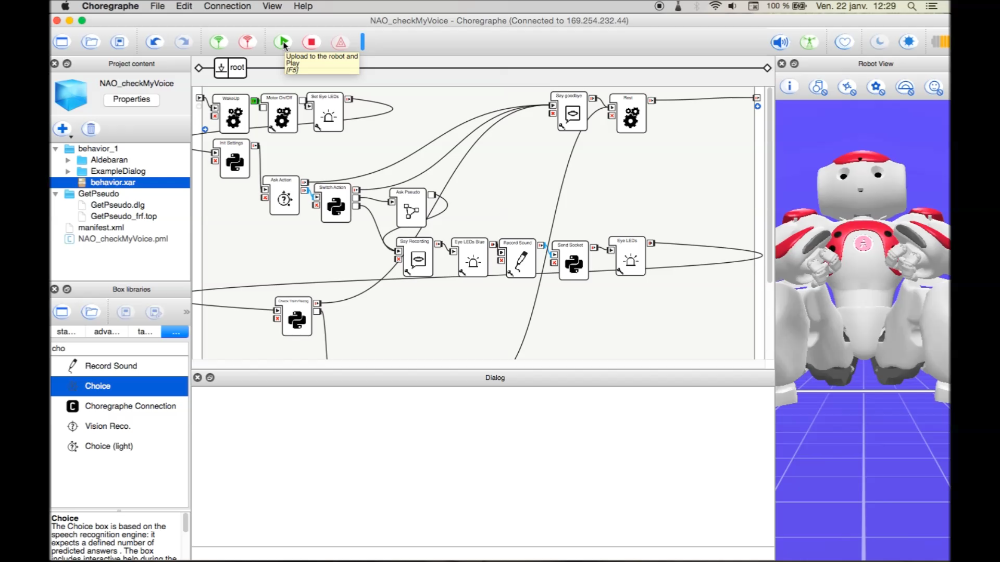 Choregraphe File Edit Connection View Help 100 % Ven. 22 janv. 12:29
NAO_checkMyVoice - Choregraphe (Connected to 169.254.232.44)
Upload to the robot and
Play
[F5]
Project content
NAO_checkMyVoice
Properties
behavior_1
Aldebaran
ExampleDialog
behavior.xar
GetPseudo
GetPseudo.dlg
GetPseudo_frf.top
manifest.xml
NAO_checkMyVoice.pml
Box libraries
sta... adva... ta... ...
cho
Record Sound
Choice
Choregraphe Connection
Vision Reco.
Choice (light)
Choice
The Choice box is based on the
speech recognition engine: it
expects a defined number of
predicted answers . The box
includes interactive help during the
root
WakeUp Motor On/Off Set Eye LEDs Say goodbye Rest
Init Settings
Ask Action Switch Action Ask Pseudo
Say Recording Eye LEDs Blue Record Sound Send Socket Eye LEDs
Check Train/Recog
Dialog
Robot View